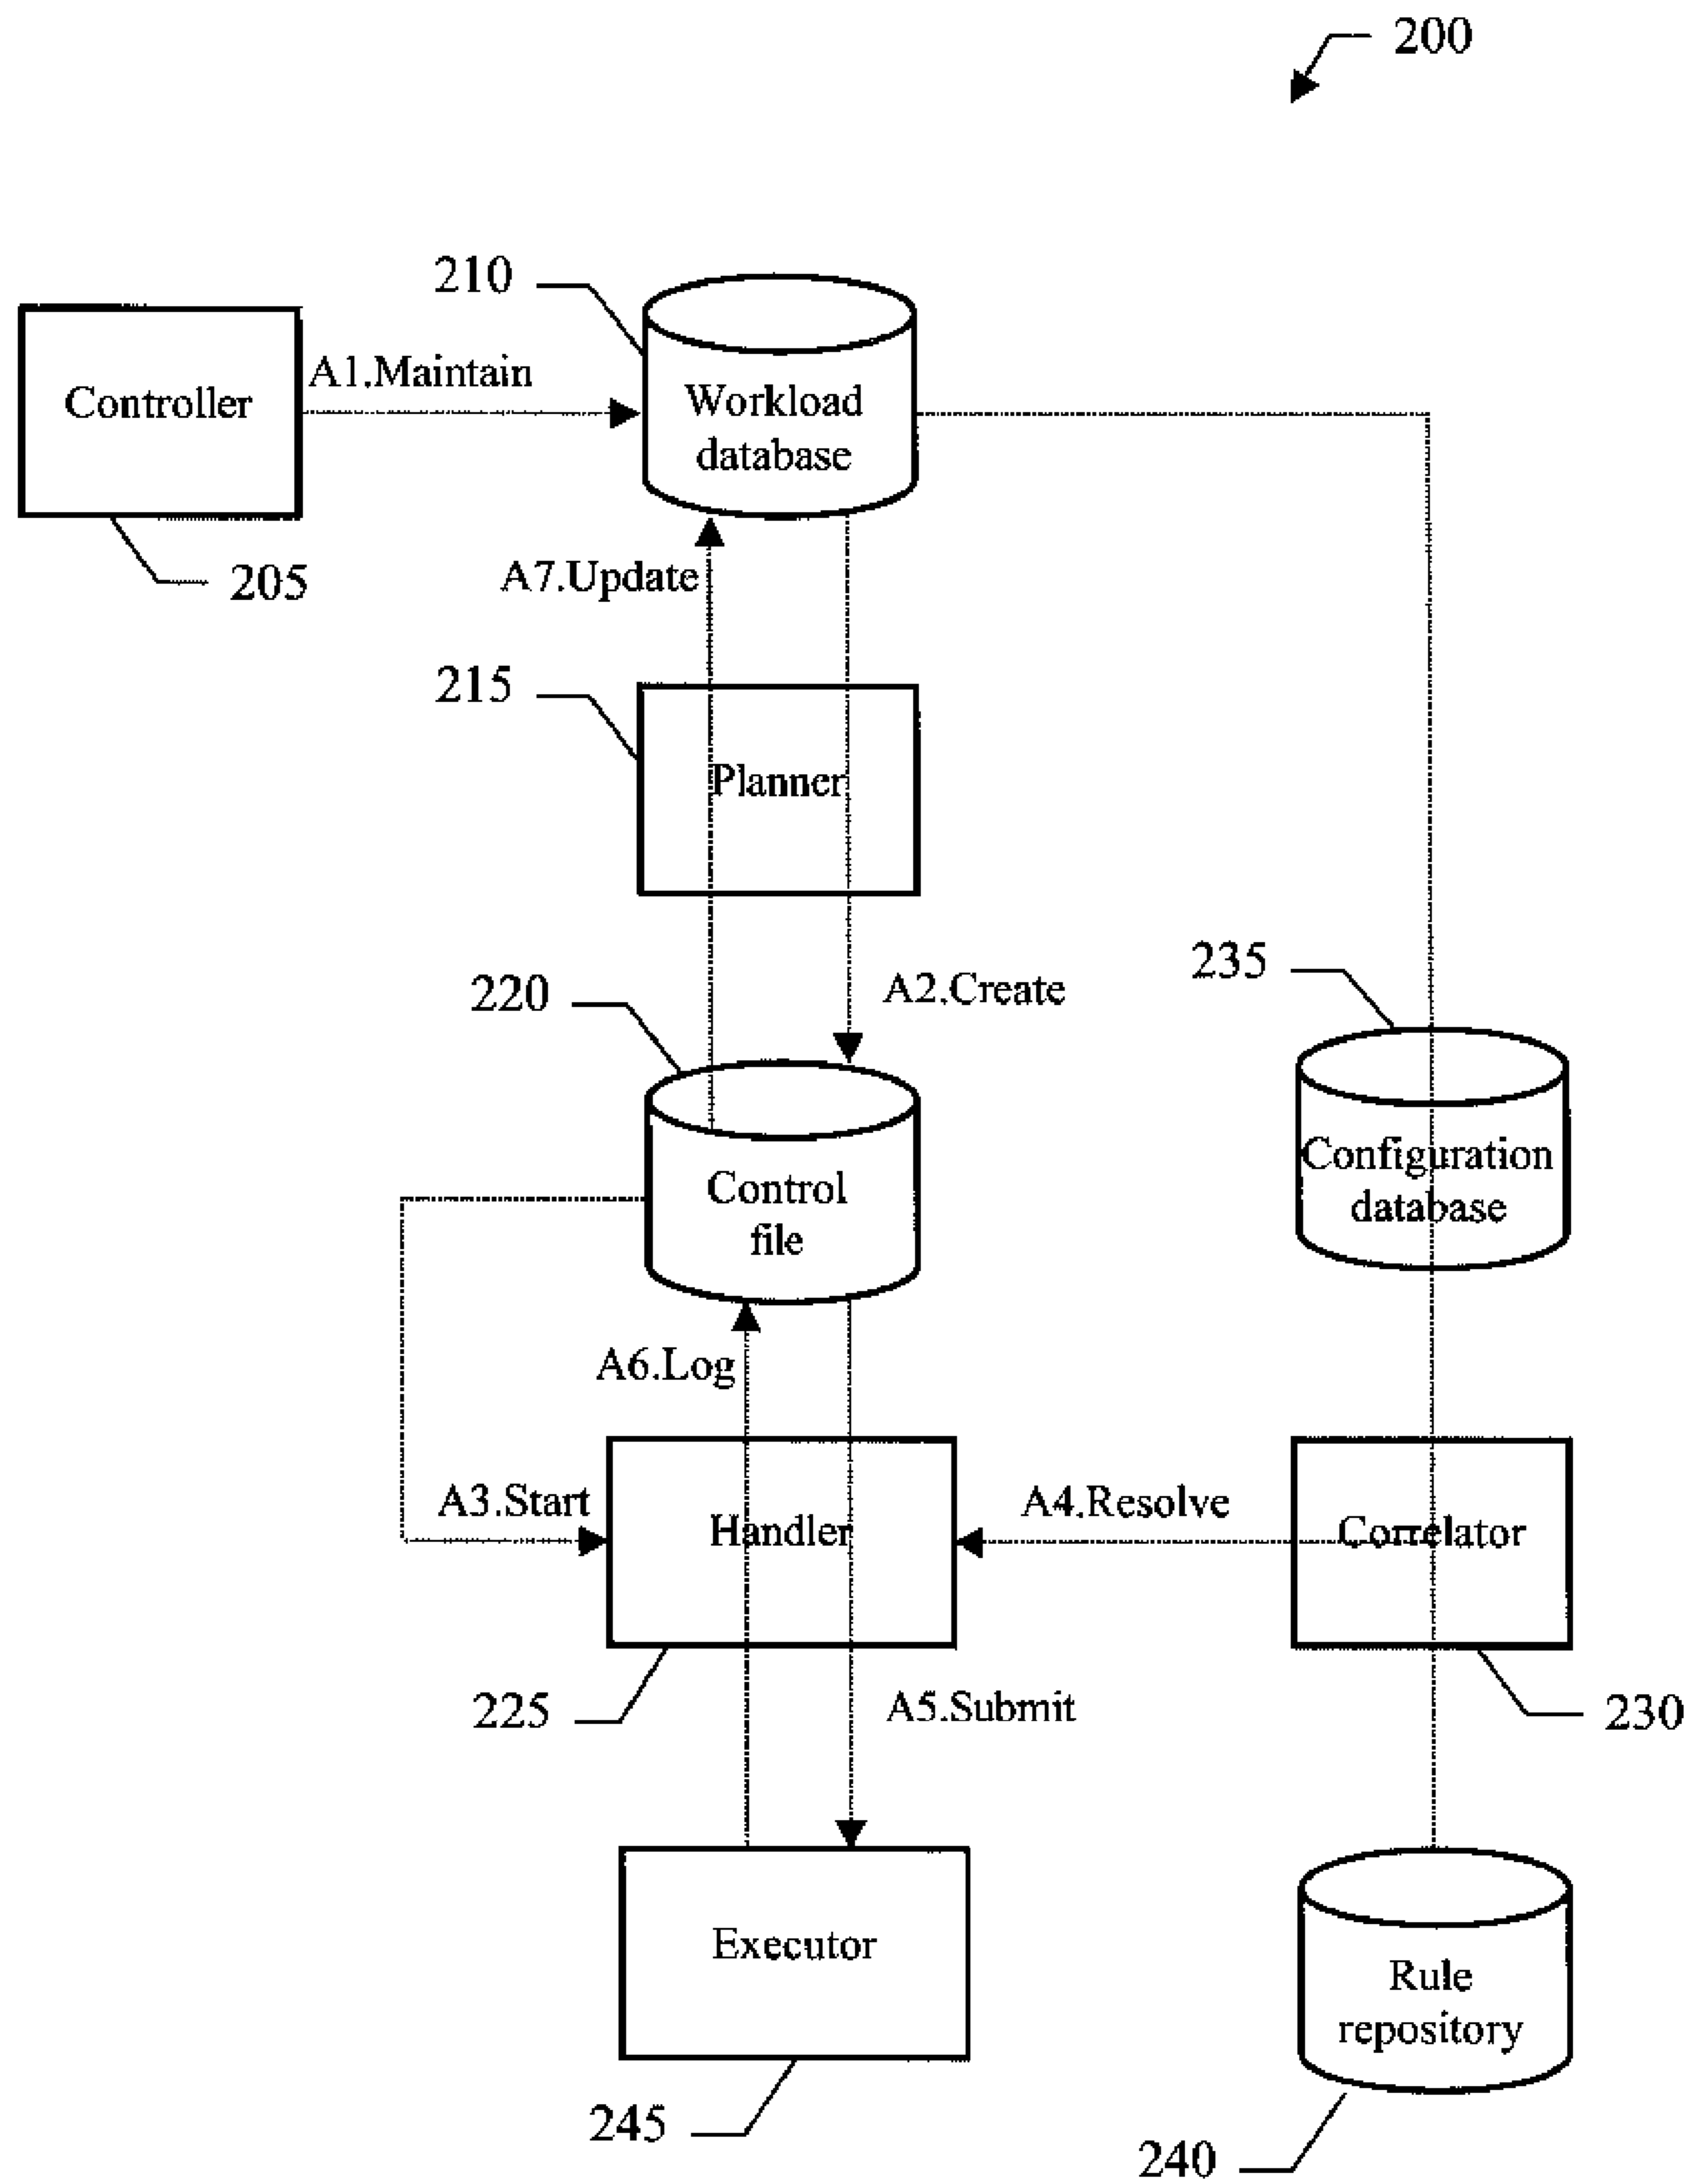 200
210
A1.Maintain
Controller
Workload
database
A7.Update
205
215
Planner
235
220
A2.Create
Configuration
database
Control
file
A6.Log
A3.Start
Handler
A4.Resolve
Correlator
225
A5.Submit
230
Executor
Rule
repository
245
240